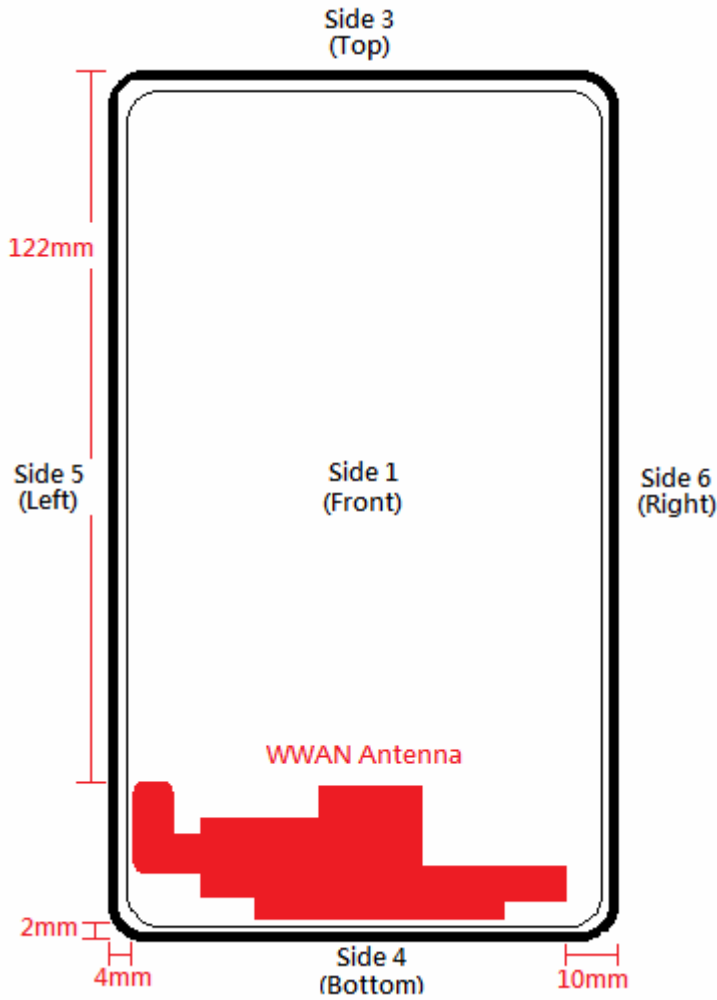 Side 3
(Top)
122mm
Side 5
(Left)
Side 1
(Front)
Side 6
(Right)
WWAN Antenna
2mm
4mm
Side 4
(Bottom)
10mm